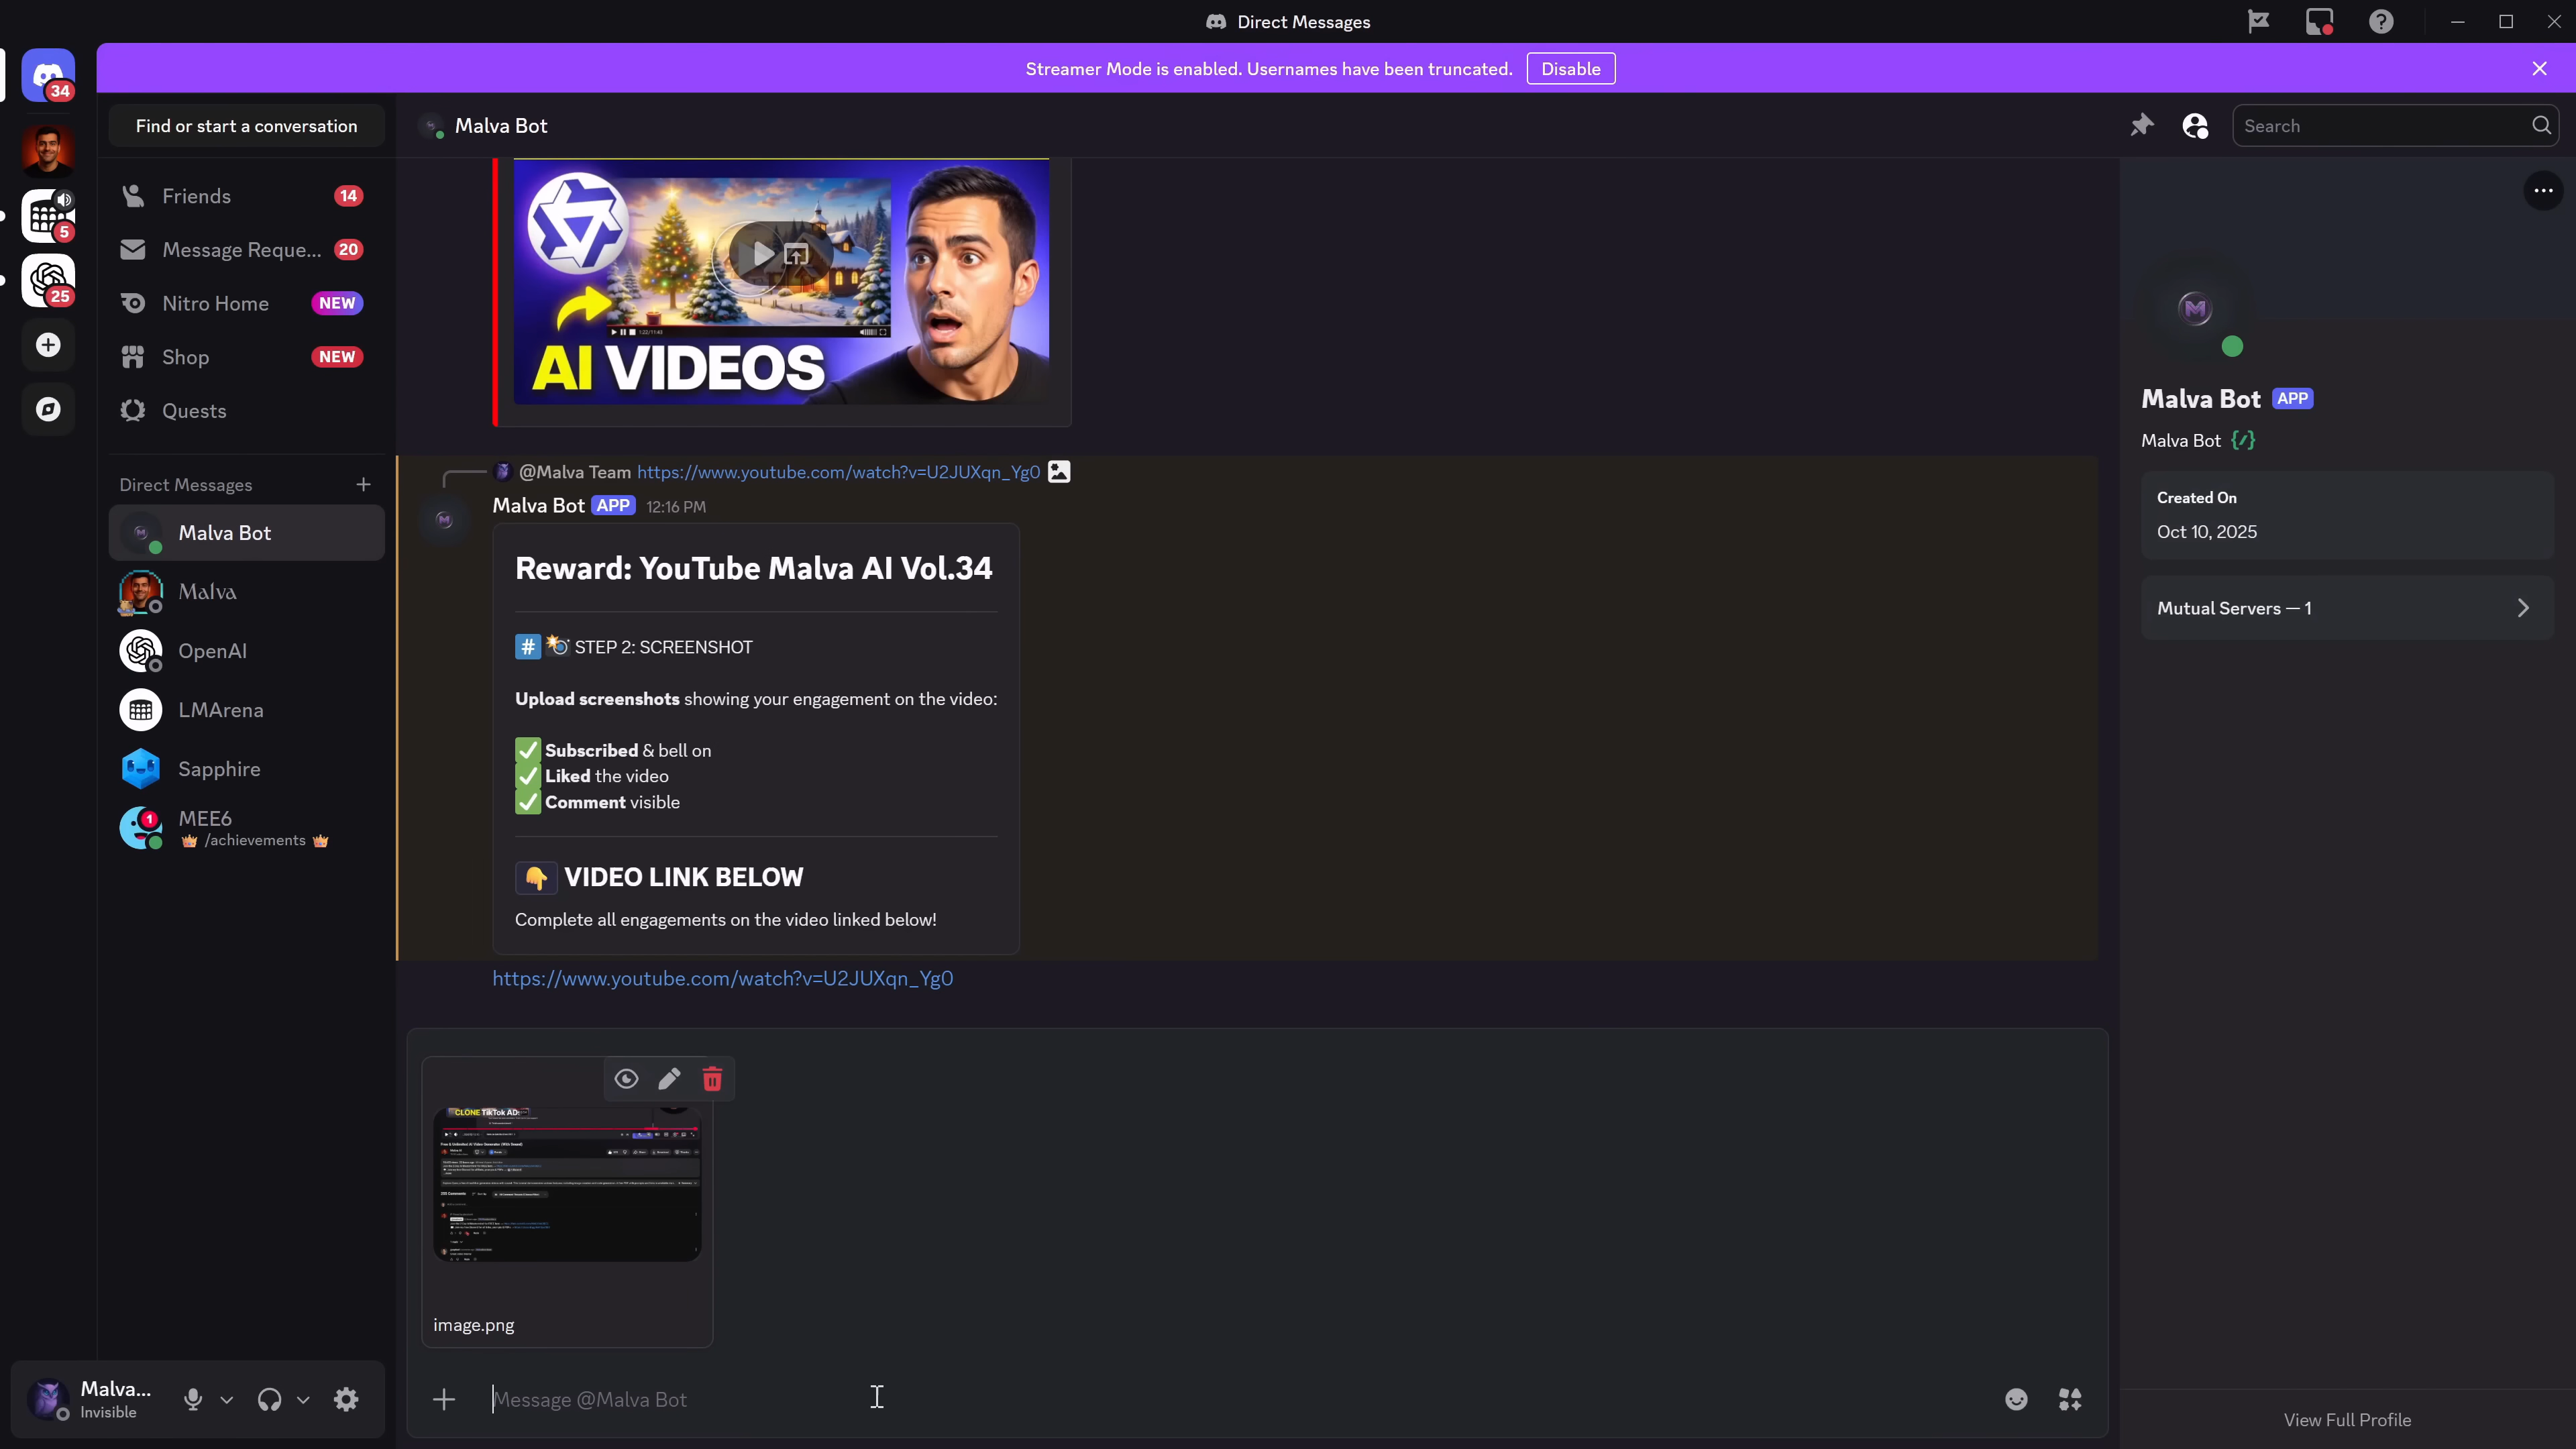 Direct Messages
Streamer Mode is enabled. Usernames have been truncated.
Disable
34
5
25
Find or start a conversation
Friends
14
Message Reque...
20
Nitro Home
NEW
Shop
NEW
Quests
Direct Messages
Malva Bot
Malva
OpenAI
LMArena
Sapphire
1
MEE6
/achievements
Malva...
Invisible
Malva Bot
Search
AI VIDEOS
@Malva Team https://www.youtube.com/watch?v=U2JUXqn_Yg0
Malva Bot APP 12:16 PM
Reward: YouTube Malva AI Vol.34
# STEP 2: SCREENSHOT
Upload screenshots showing your engagement on the video:
Subscribed & bell on
Liked the video
Comment visible
VIDEO LINK BELOW
Complete all engagements on the video linked below!
https://www.youtube.com/watch?v=U2JUXqn_Yg0
CLONE TikTok AD
image.png
Message @Malva Bot
M
Malva Bot APP
Malva Bot
Created On
Oct 10, 2025
Mutual Servers — 1
View Full Profile